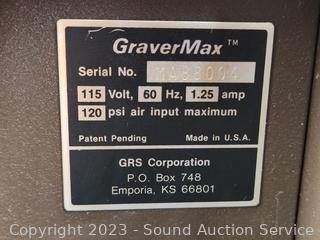 GraverMax™
Serial No. MA88004
115 Volt, 60 Hz, 1.25 amp
120 psi air input maximum
Patent Pending Made in U.S.A.
GRS Corporation
P.O. Box 748
Emporia, KS 66801
Copyright 2023 - Sound Auction Service